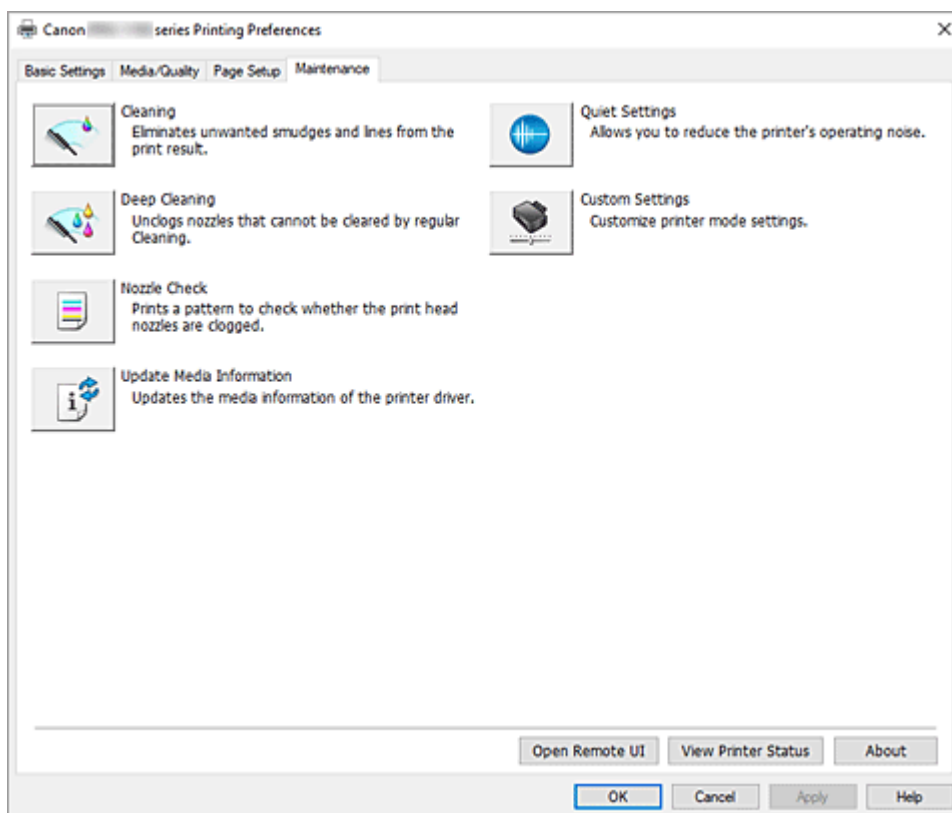 Canon series Printing Preferences
Basic Settings Media/Quality Page Setup Maintenance
Cleaning
Eliminates unwanted smudges and lines from the
print result.
Deep Cleaning
Unclogs nozzles that cannot be cleared by regular
Cleaning.
Nozzle Check
Prints a pattern to check whether the print head
nozzles are clogged.
Update Media Information
Updates the media information of the printer driver.
Quiet Settings
Allows you to reduce the printer's operating noise.
Custom Settings
Customize printer mode settings.
Open Remote UI View Printer Status About
OK Cancel Apply Help